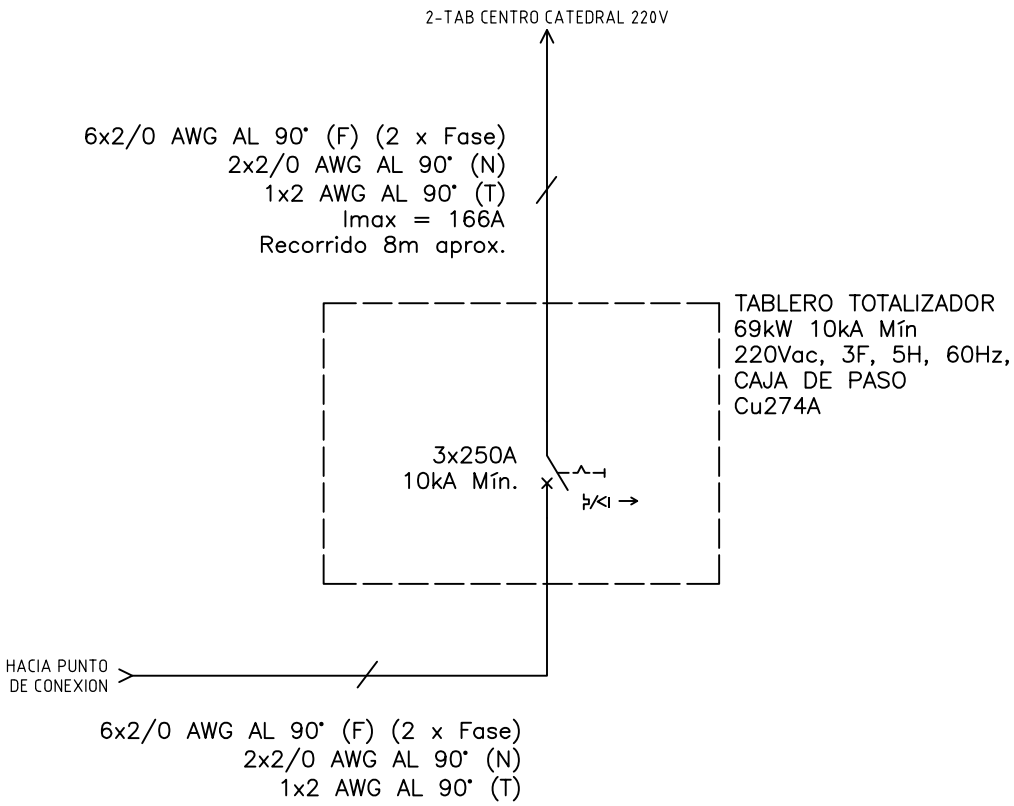 2-TAB CENTRO CATEDRAL 220V
6x2/0 AWG AL 90° (F) (2 x Fase)
2x2/0 AWG AL 90° (N)
1x2 AWG AL 90° (T)
Imax = 166A
Recorrido 8m aprox.
TABLERO TOTALIZADOR
69kW 10kA Mín
220Vac, 3F, 5H, 60Hz,
CAJA DE PASO
Cu274A
3x250A
10kA Mín.
HACIA PUNTO
DE CONEXION
6x2/0 AWG AL 90° (F) (2 x Fase)
2x2/0 AWG AL 90° (N)
1x2 AWG AL 90° (T)